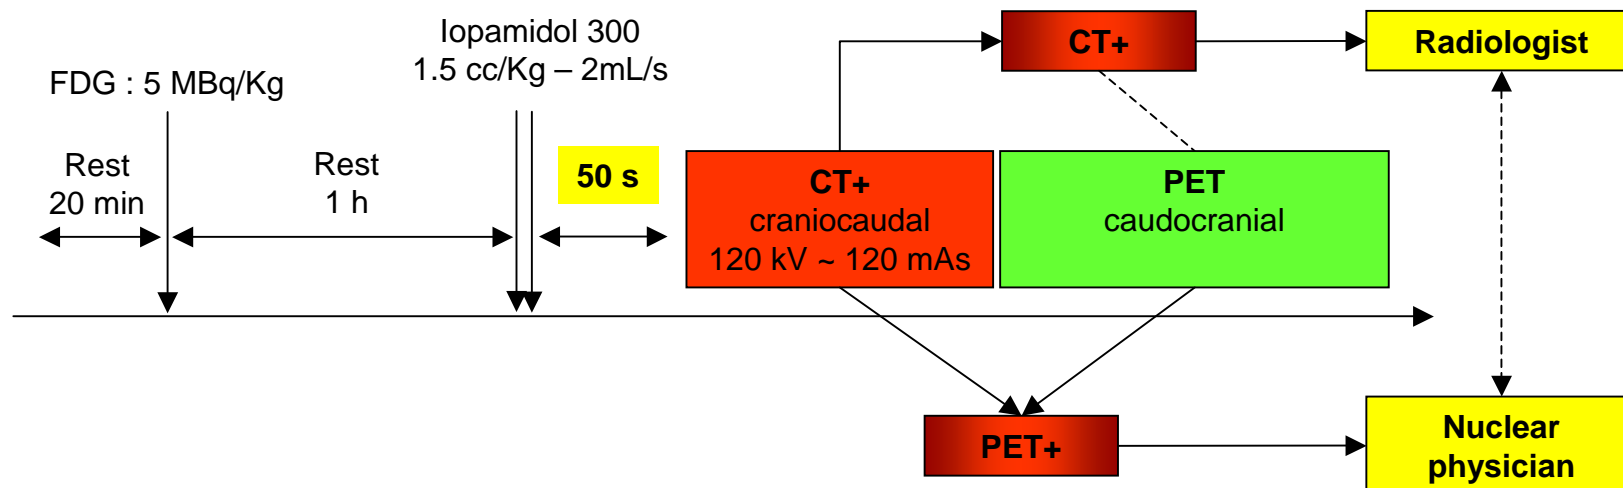 Iopamidol 300
1.5 cc/Kg – 2mL/s
FDG : 5 MBq/Kg
Rest
20 min
Rest
1 h
50 s
CT+
Radiologist
CT+
craniocaudal
120 kV ~ 120 mAs
PET
caudocranial
PET+
Nuclear
physician